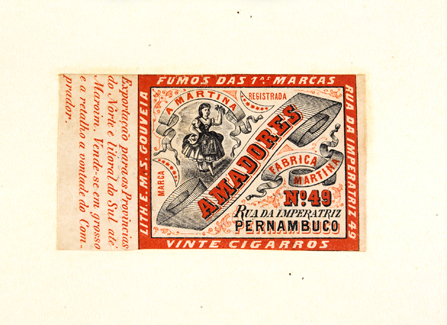 Exportação para as Provincias
do Norte e litoral do Sul, até
Maroim. Vende-se em grosso
e a retalho a vontade do Com-
prador.
LITH. E. M. S. GOUVEIA
FUMOS DAS 1.as MARCAS
RUA DA IMPERATRIZ 49
VINTE CIGARROS
A MARTINA
REGISTRADA
MARCA
AMADORES
FABRICA
MARTINA
Nº. 49
RUA DA IMPERATRIZ
PERNAMBUCO